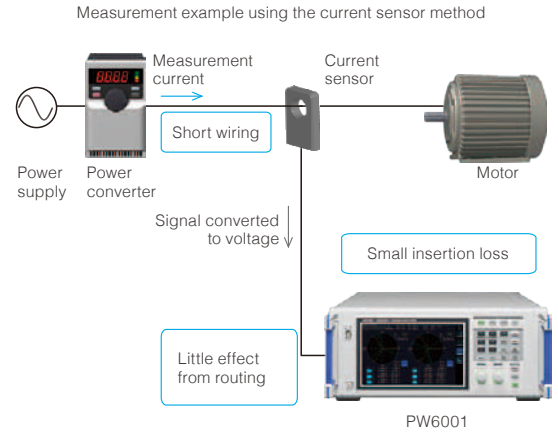 Measurement example using the current sensor method
Measurement
current
Current
sensor
Short wiring
Power
supply
Power
converter
Motor
Signal converted
to voltage
Small insertion loss
Little effect
from routing
PW6001